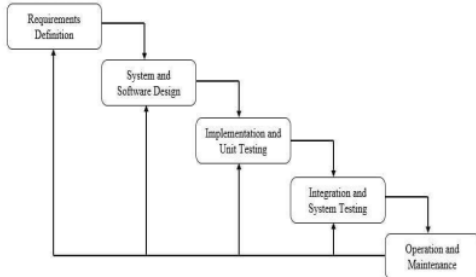 Requirements
Definition
System and
Software Design
Implementation and
Unit Testing
Integration and
System Testing
Operation and
Maintenance